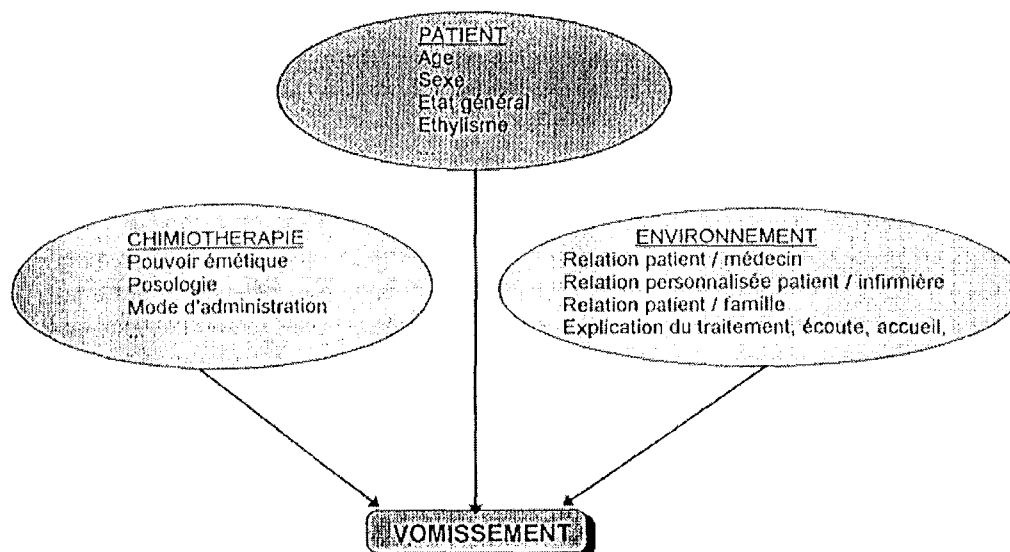 PATIENT
Age
Sexe
Etat général
Ethylisme
CHIMIOTHERAPIE
Pouvoir émétique
Posologie
Mode d'administration
...
ENVIRONNEMENT
Relation patient / médecin
Relation personnalisée patient / infirmière
Relation patient / famille
Explication du traitement, écoute, accueil,
VOMISSEMENT